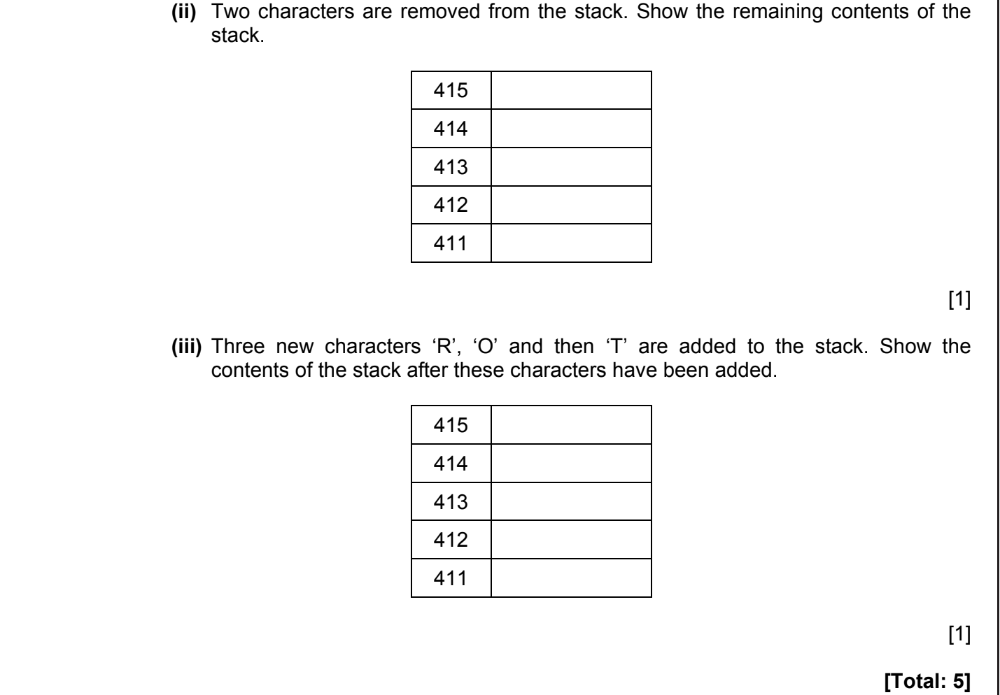 (ii) Two characters are removed from the stack. Show the remaining contents of the
stack.
415
414
413
412
411
[1]
(iii) Three new characters ‘R’, ‘O’ and then ‘T’ are added to the stack. Show the
contents of the stack after these characters have been added.
415
414
413
412
411
[1]
[Total: 5]